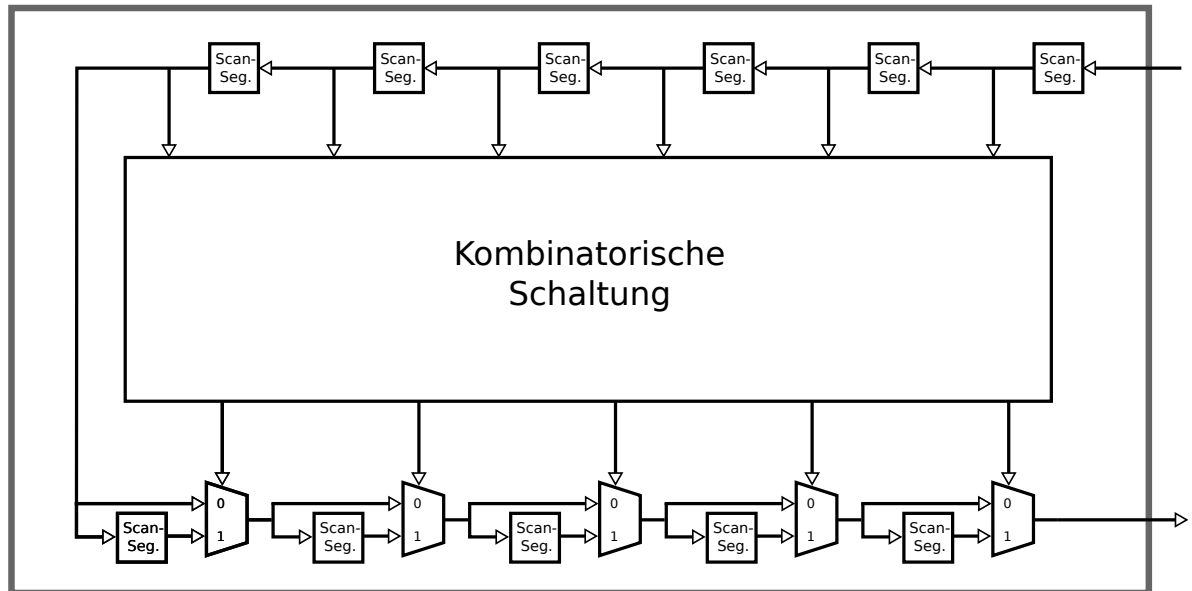 Scan-
Seg.
Scan-
Seg.
Scan-
Seg.
Scan-
Seg.
Scan-
Seg.
Scan-
Seg.
Kombinatorische
Schaltung
0
1
Scan-
Seg.
0
1
Scan-
Seg.
0
1
Scan-
Seg.
0
1
Scan-
Seg.
0
1
Scan-
Seg.